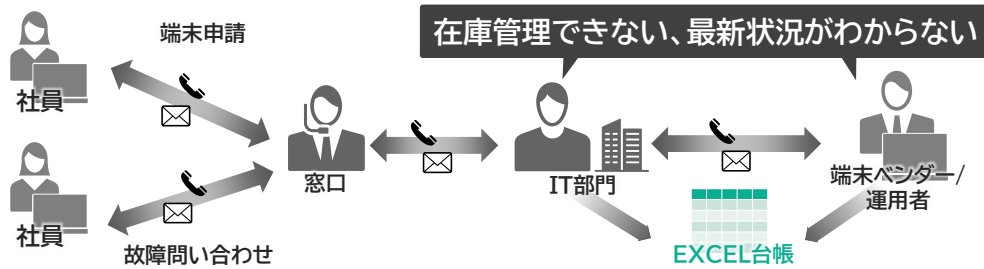 端末申請
在庫管理できない、最新状況がわからない
社員
社員
窓口
IT部門
端末ベンダー/
運用者
故障問い合わせ
EXCEL台帳